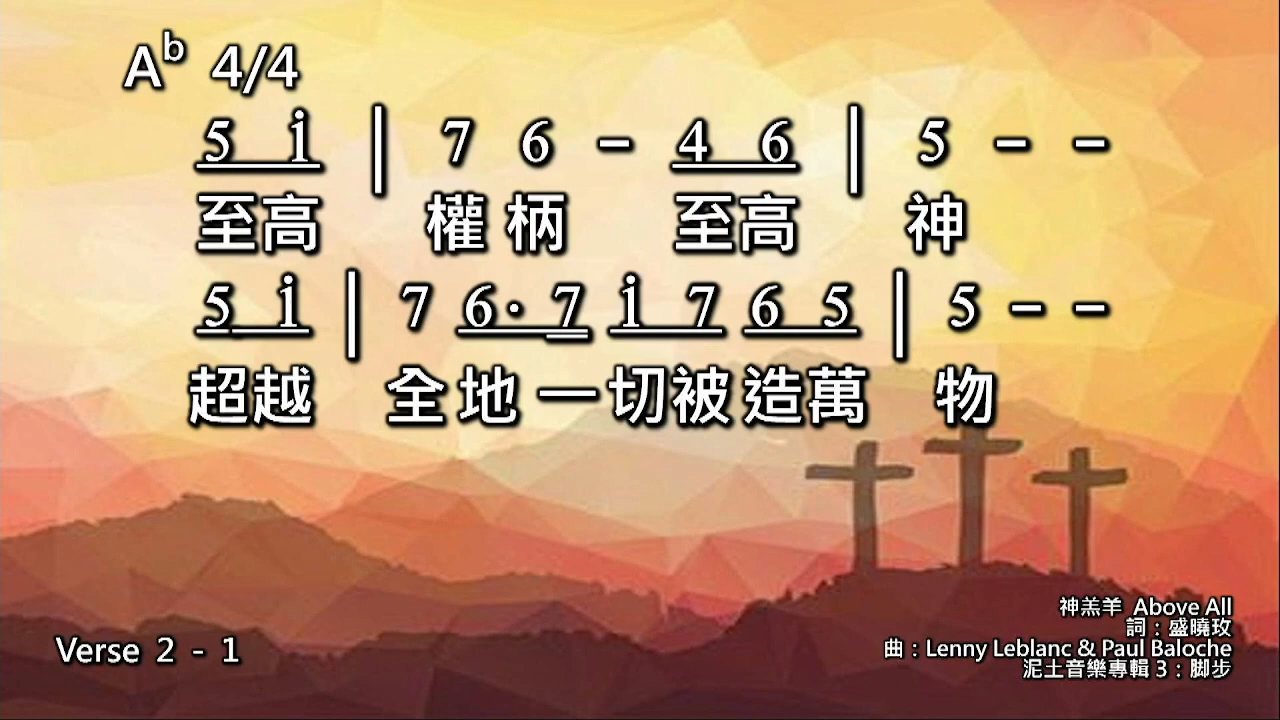 A♭ 4/4
5 i | 7 6 - 4 6 | 5 - -
至高 權柄 至高 神
5 i | 7 6· 7 i 7 6 5 | 5 - -
超越 全地一切被造萬 物
神羔羊 Above All
詞：盛曉玫
Verse 2 - 1
曲：Lenny Leblanc & Paul Baloche
泥土音樂專輯 3：脚步